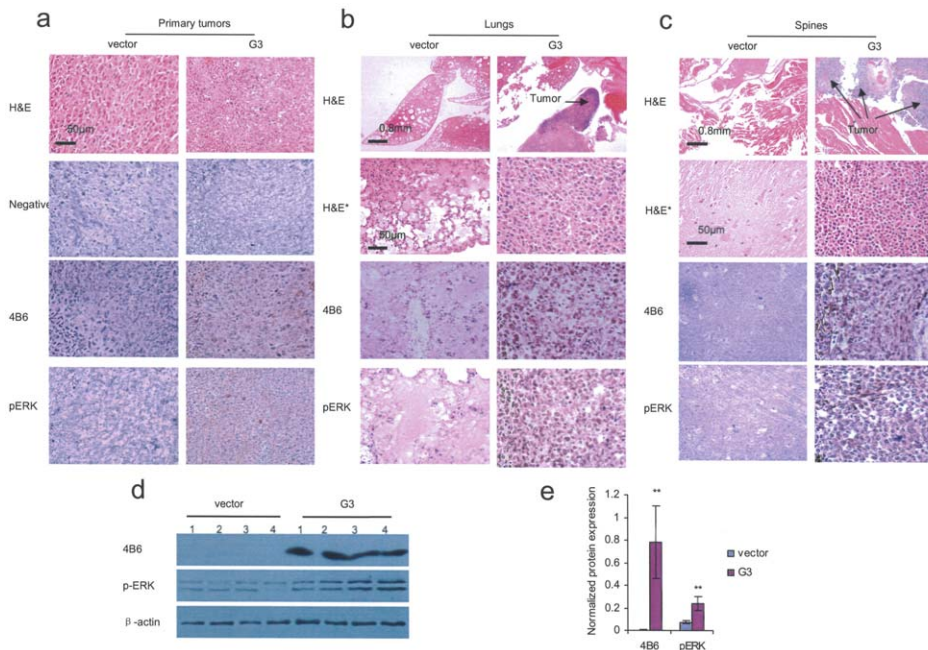 a
Primary tumors
vector G3
H&E
50µm
Negative
4B6
pERK
b
Lungs
vector G3
H&E
0.8mm
Tumor
H&E*
50µm
4B6
pERK
c
Spines
vector G3
H&E
0.8mm
Tumor
H&E*
50µm
4B6
pERK
d
vector G3
1 2 3 4 1 2 3 4
4B6
p-ERK
β-actin
e
Normalized protein expression
1.2
1
0.8
0.6
0.4
0.2
0
**
**
4B6 pERK
vector
G3